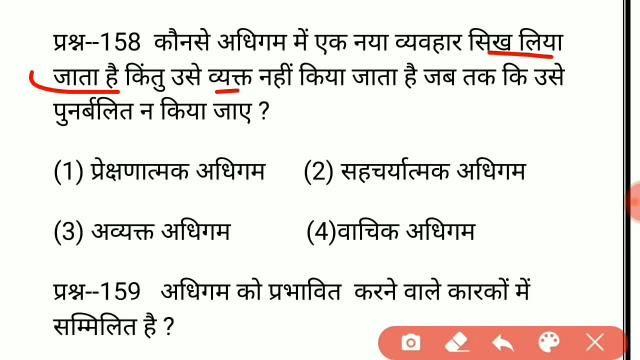 प्रश्न--158 कौनसे अधिगम में एक नया व्यवहार सिख लिया
जाता है किंतु उसे व्यक्त नहीं किया जाता है जब तक कि उसे
पुनर्बलित न किया जाए ?
(1) प्रेक्षणात्मक अधिगम (2) सहचर्यात्मक अधिगम
(3) अव्यक्त अधिगम (4)वाचिक अधिगम
प्रश्न--159 अधिगम को प्रभावित करने वाले कारकों में
सम्मिलित है ?